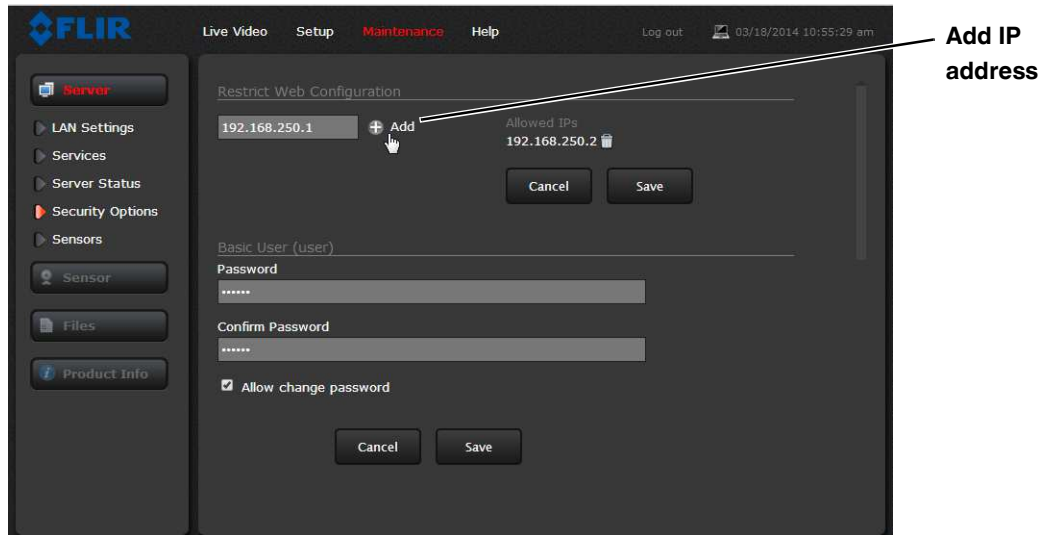 FLIR
Live Video Setup Maintenance Help Log out 03/18/2014 10:55:29 am
Add IP
address
Server
LAN Settings
Services
Server Status
Security Options
Sensors
Sensor
Files
Product Info
Restrict Web Configuration
192.168.250.1 Add
Allowed IPs
192.168.250.2
Cancel Save
Basic User (user)
Password
••••••
Confirm Password
••••••
Allow change password
Cancel Save